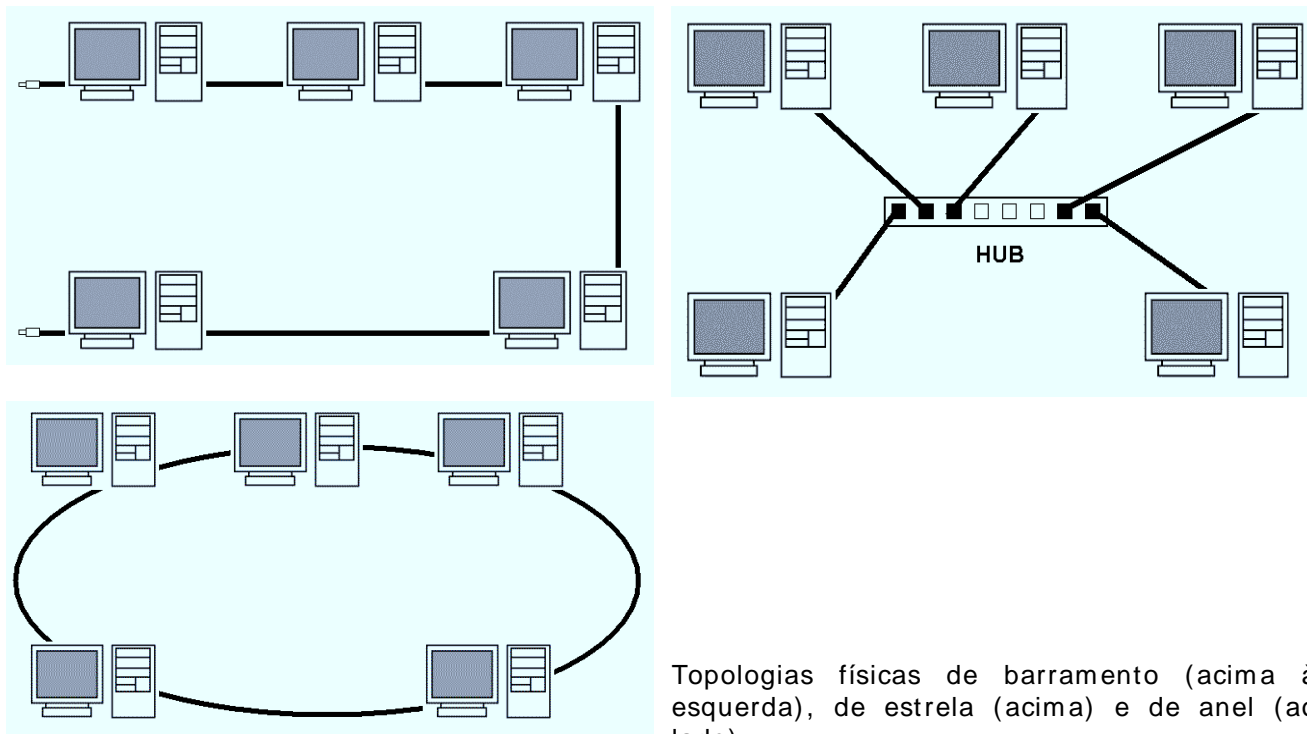 HUB
Topologias físicas de barramento (acima à
esquerda), de estrela (acima) e de anel (ao